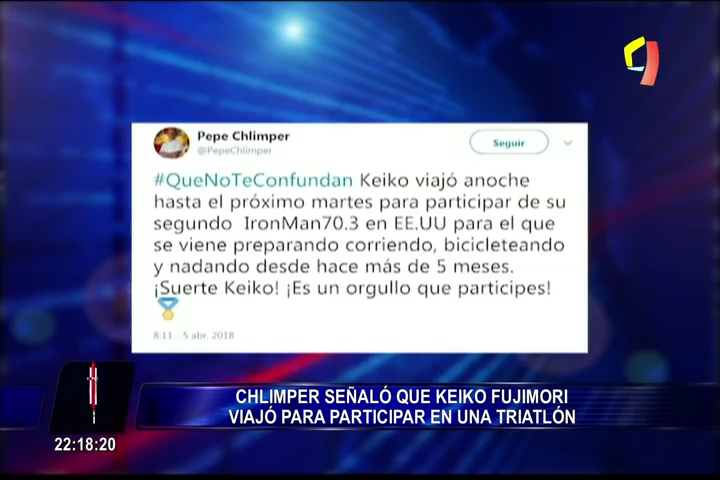 Pepe Chlimper
@PepeChlimper
Seguir
#QueNoTeConfundan Keiko viajó anoche
hasta el próximo martes para participar de su
segundo IronMan70.3 en EE.UU para el que
se viene preparando corriendo, bicicleteando
y nadando desde hace más de 5 meses.
¡Suerte Keiko! ¡Es un orgullo que participes!
8:11 - 5 abr. 2018
CHLIMPER SEÑALÓ QUE KEIKO FUJIMORI
VIAJÓ PARA PARTICIPAR EN UNA TRIATLÓN
22:18:20